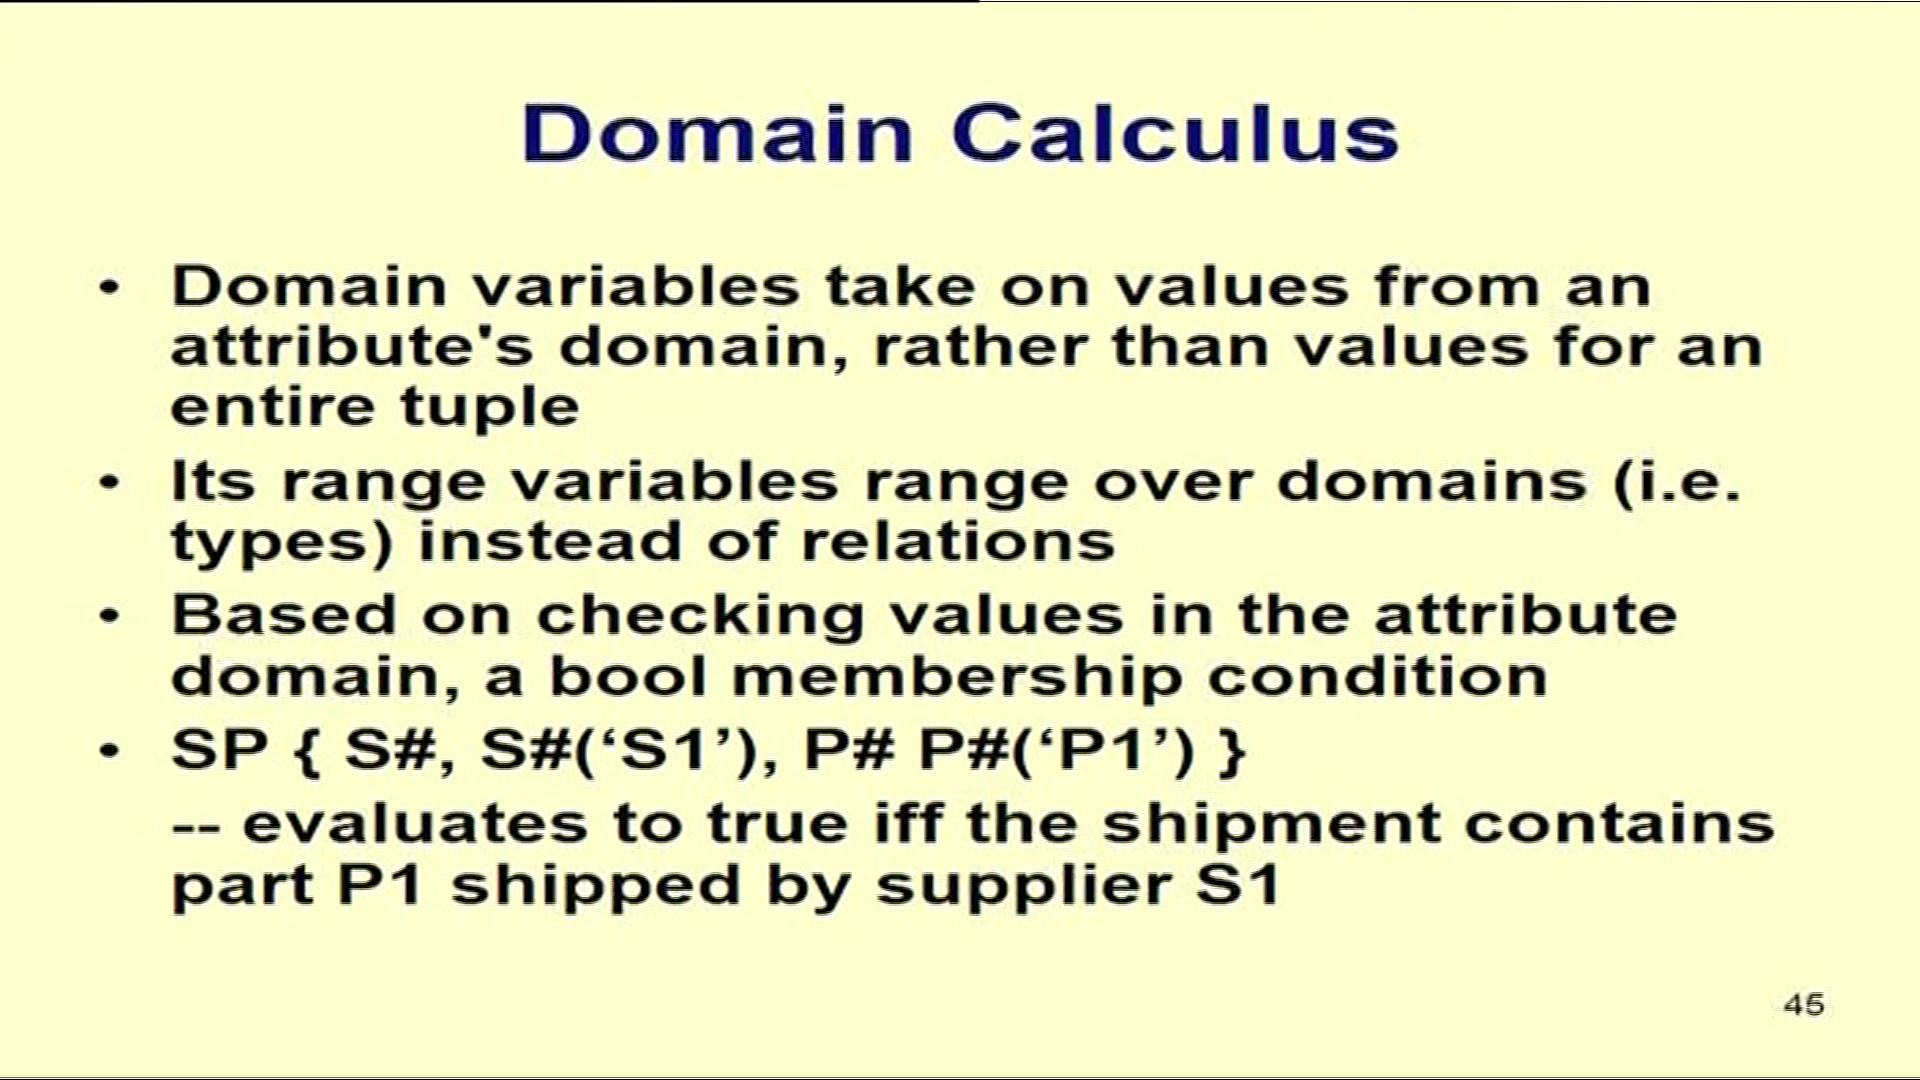 Domain Calculus
• Domain variables take on values from an
attribute's domain, rather than values for an
entire tuple
• Its range variables range over domains (i.e.
types) instead of relations
• Based on checking values in the attribute
domain, a bool membership condition
• SP { S#, S#(‘S1’), P# P#(‘P1’) }
-- evaluates to true iff the shipment contains
part P1 shipped by supplier S1
45